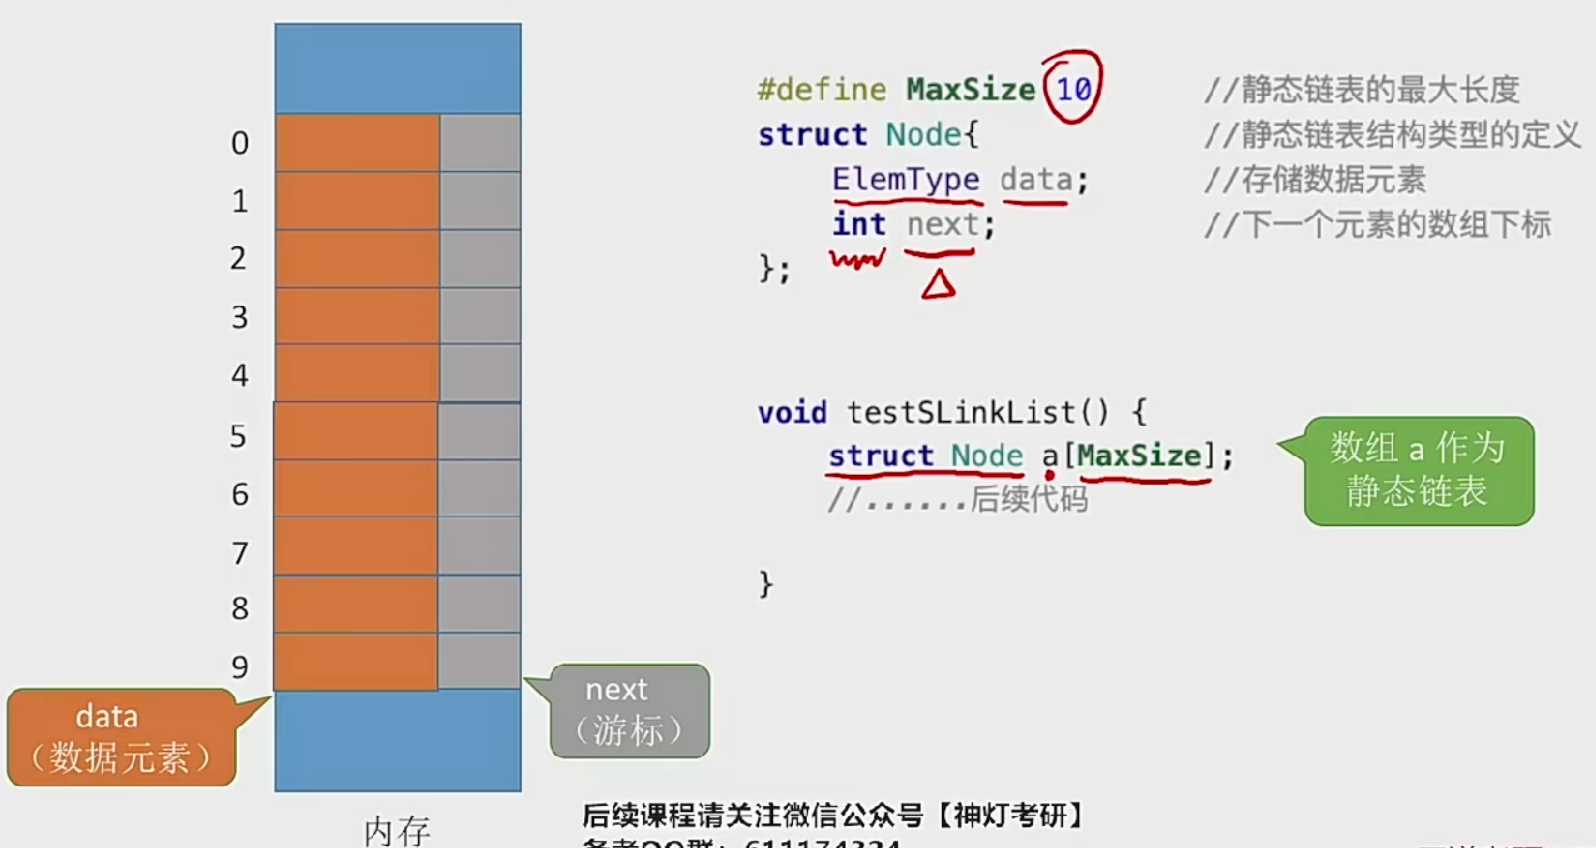 0
1
2
3
4
5
6
7
8
9
data
（数据元素）
next
（游标）
内存
#define MaxSize 10 //静态链表的最大长度
struct Node{ //静态链表结构类型的定义
ElemType data; //存储数据元素
int next; //下一个元素的数组下标
};
void testSLinkList() {
struct Node a[MaxSize];
//......后续代码
}
数组 a 作为
静态链表
后续课程请关注微信公众号【神灯考研】